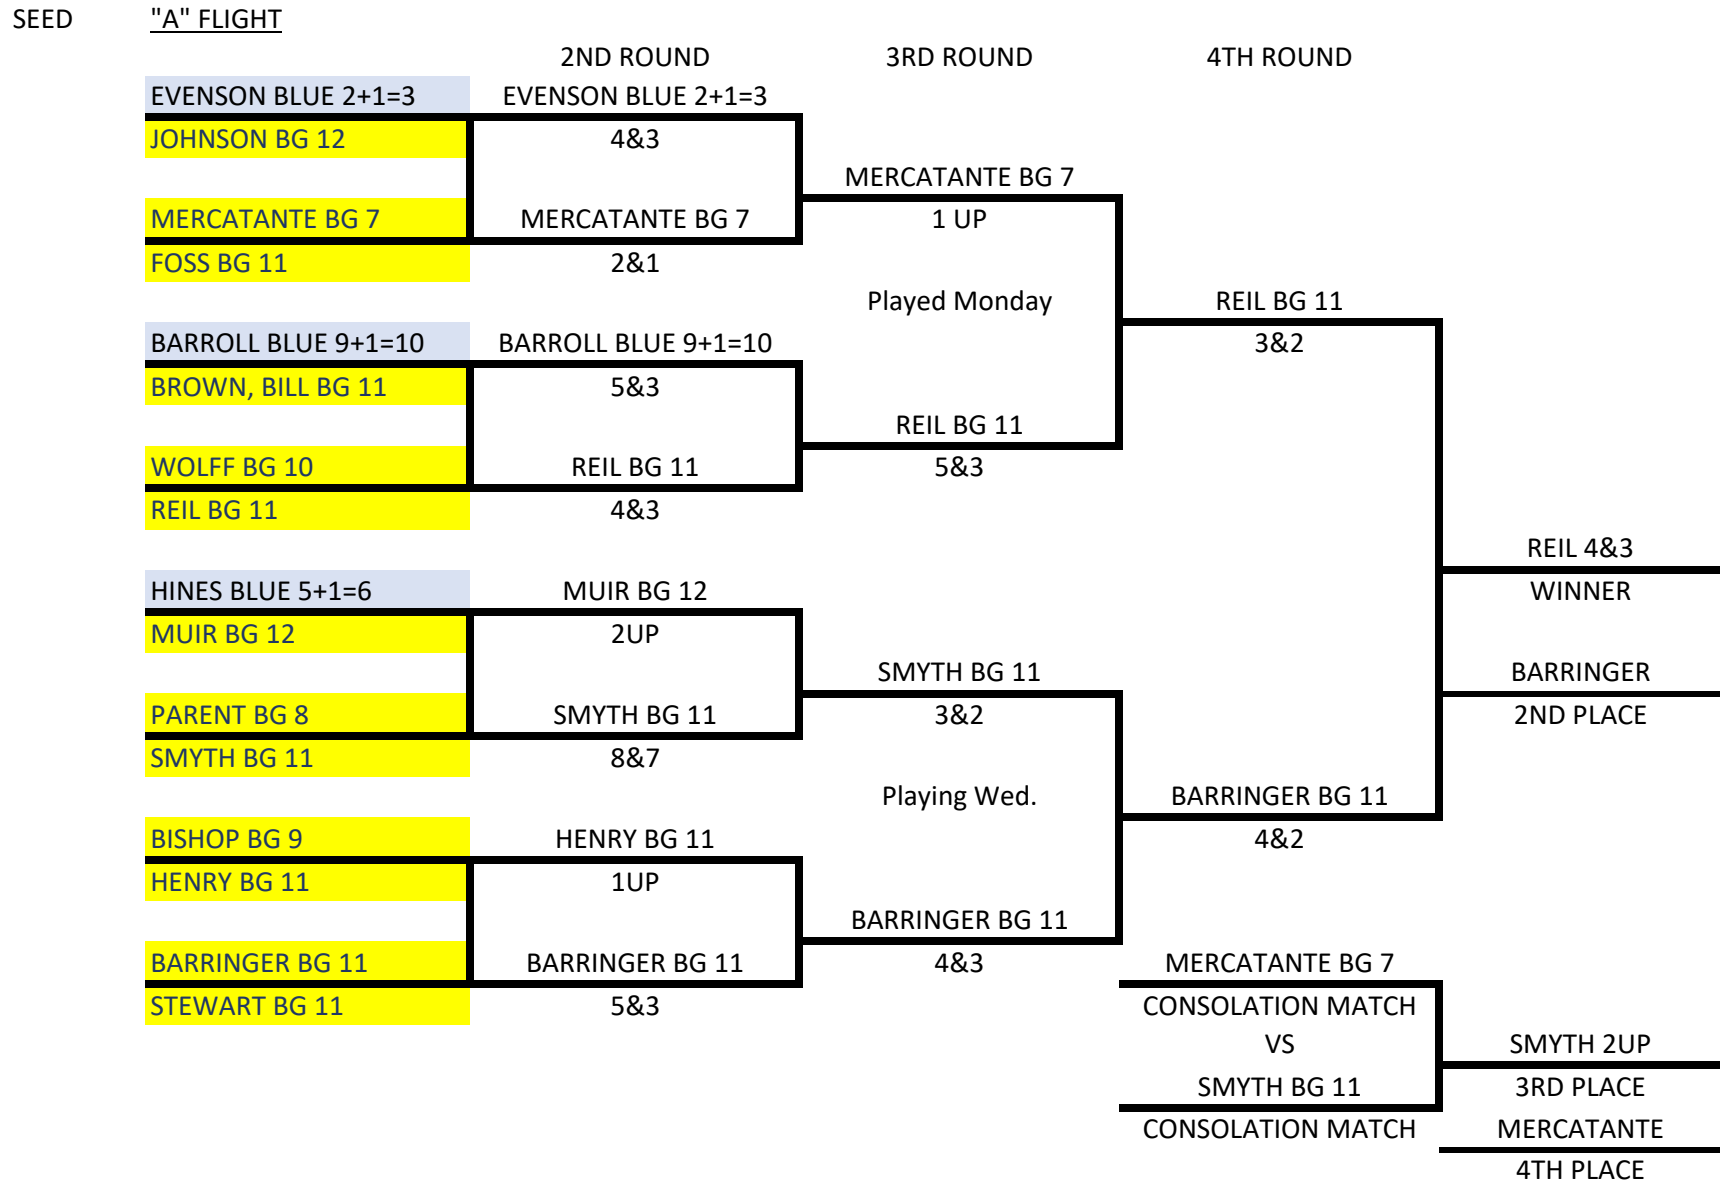 SEED "A" FLIGHT
2ND ROUND 3RD ROUND 4TH ROUND
EVENSON BLUE 2+1=3 EVENSON BLUE 2+1=3
JOHNSON BG 12 4&3
MERCATANTE BG 7
MERCATANTE BG 7 MERCATANTE BG 7 1 UP
FOSS BG 11 2&1
Played Monday REIL BG 11
BARROLL BLUE 9+1=10 BARROLL BLUE 9+1=10 3&2
BROWN, BILL BG 11 5&3
REIL BG 11
WOLFF BG 10 REIL BG 11 5&3
REIL BG 11 4&3
REIL 4&3
HINES BLUE 5+1=6 MUIR BG 12 WINNER
MUIR BG 12 2UP
SMYTH BG 11 BARRINGER
PARENT BG 8 SMYTH BG 11 3&2 2ND PLACE
SMYTH BG 11 8&7
Playing Wed. BARRINGER BG 11
BISHOP BG 9 HENRY BG 11 4&2
HENRY BG 11 1UP
BARRINGER BG 11
BARRINGER BG 11 BARRINGER BG 11 4&3 MERCATANTE BG 7
STEWART BG 11 5&3 CONSOLATION MATCH
VS SMYTH 2UP
SMYTH BG 11 3RD PLACE
CONSOLATION MATCH MERCATANTE
4TH PLACE